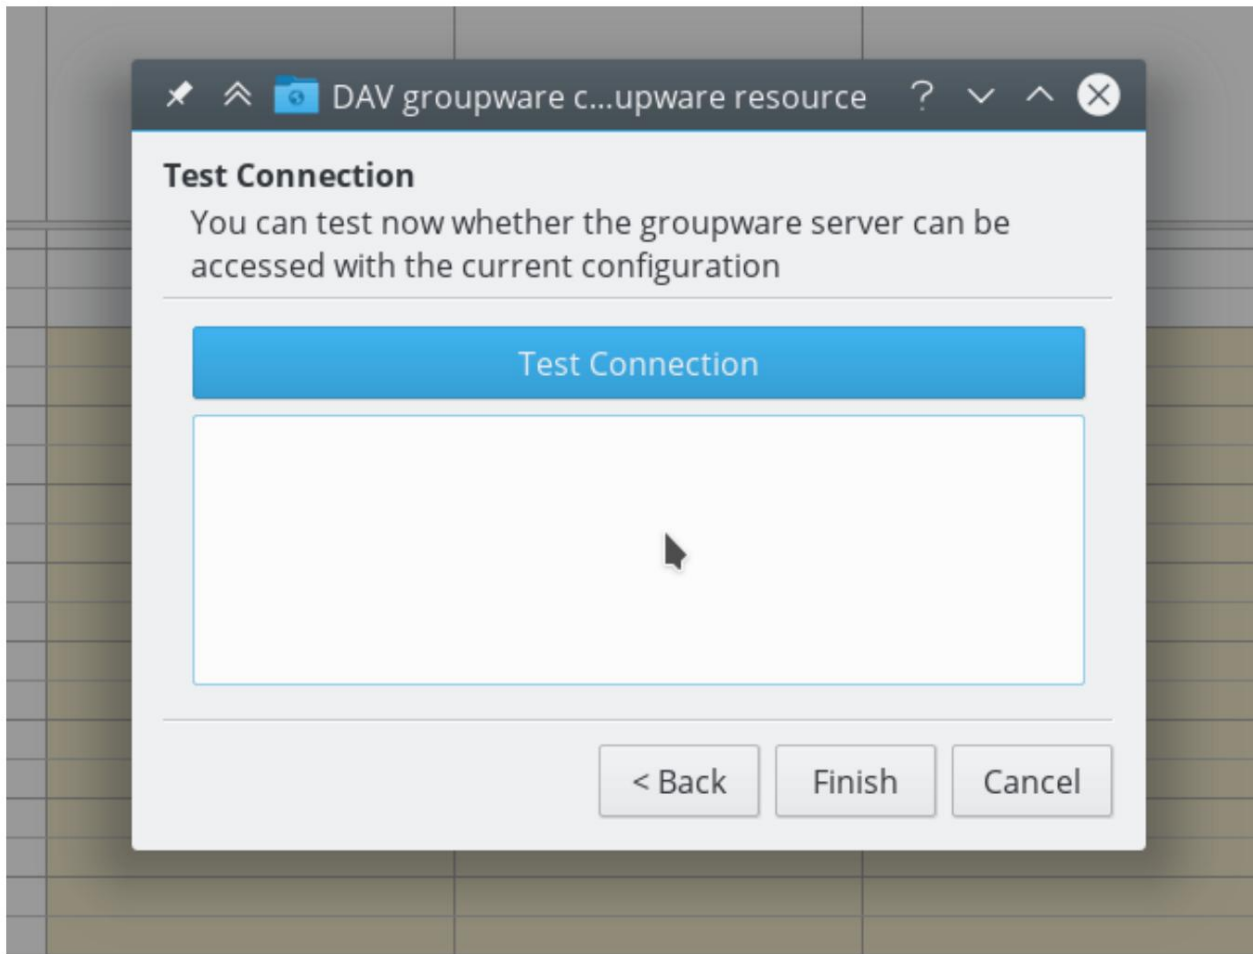 DAV groupware c...upware resource ?
Test Connection
You can test now whether the groupware server can be
accessed with the current configuration
Test Connection
< Back Finish Cancel